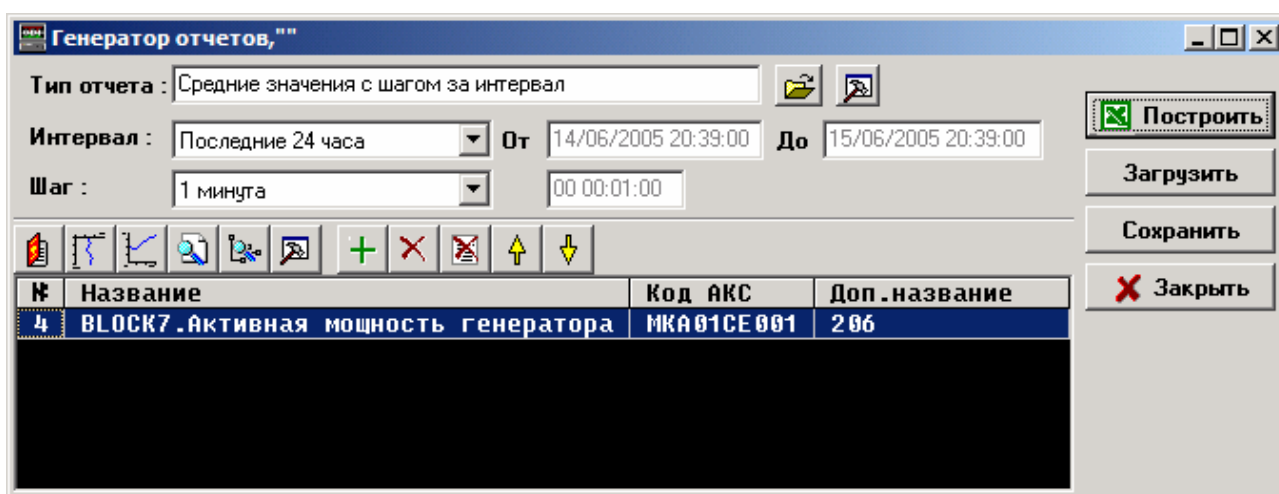 Генератор отчетов,""
Тип отчета : Средние значения с шагом за интервал
Интервал : Последние 24 часа От 14/06/2005 20:39:00 До 15/06/2005 20:39:00
Шаг : 1 минута 00 00:01:00
Построить
Загрузить
Сохранить
Закрыть
№ Название Код АКС Доп.название
4 BLOCK7.Активная мощность генератора MKA01CE001 206